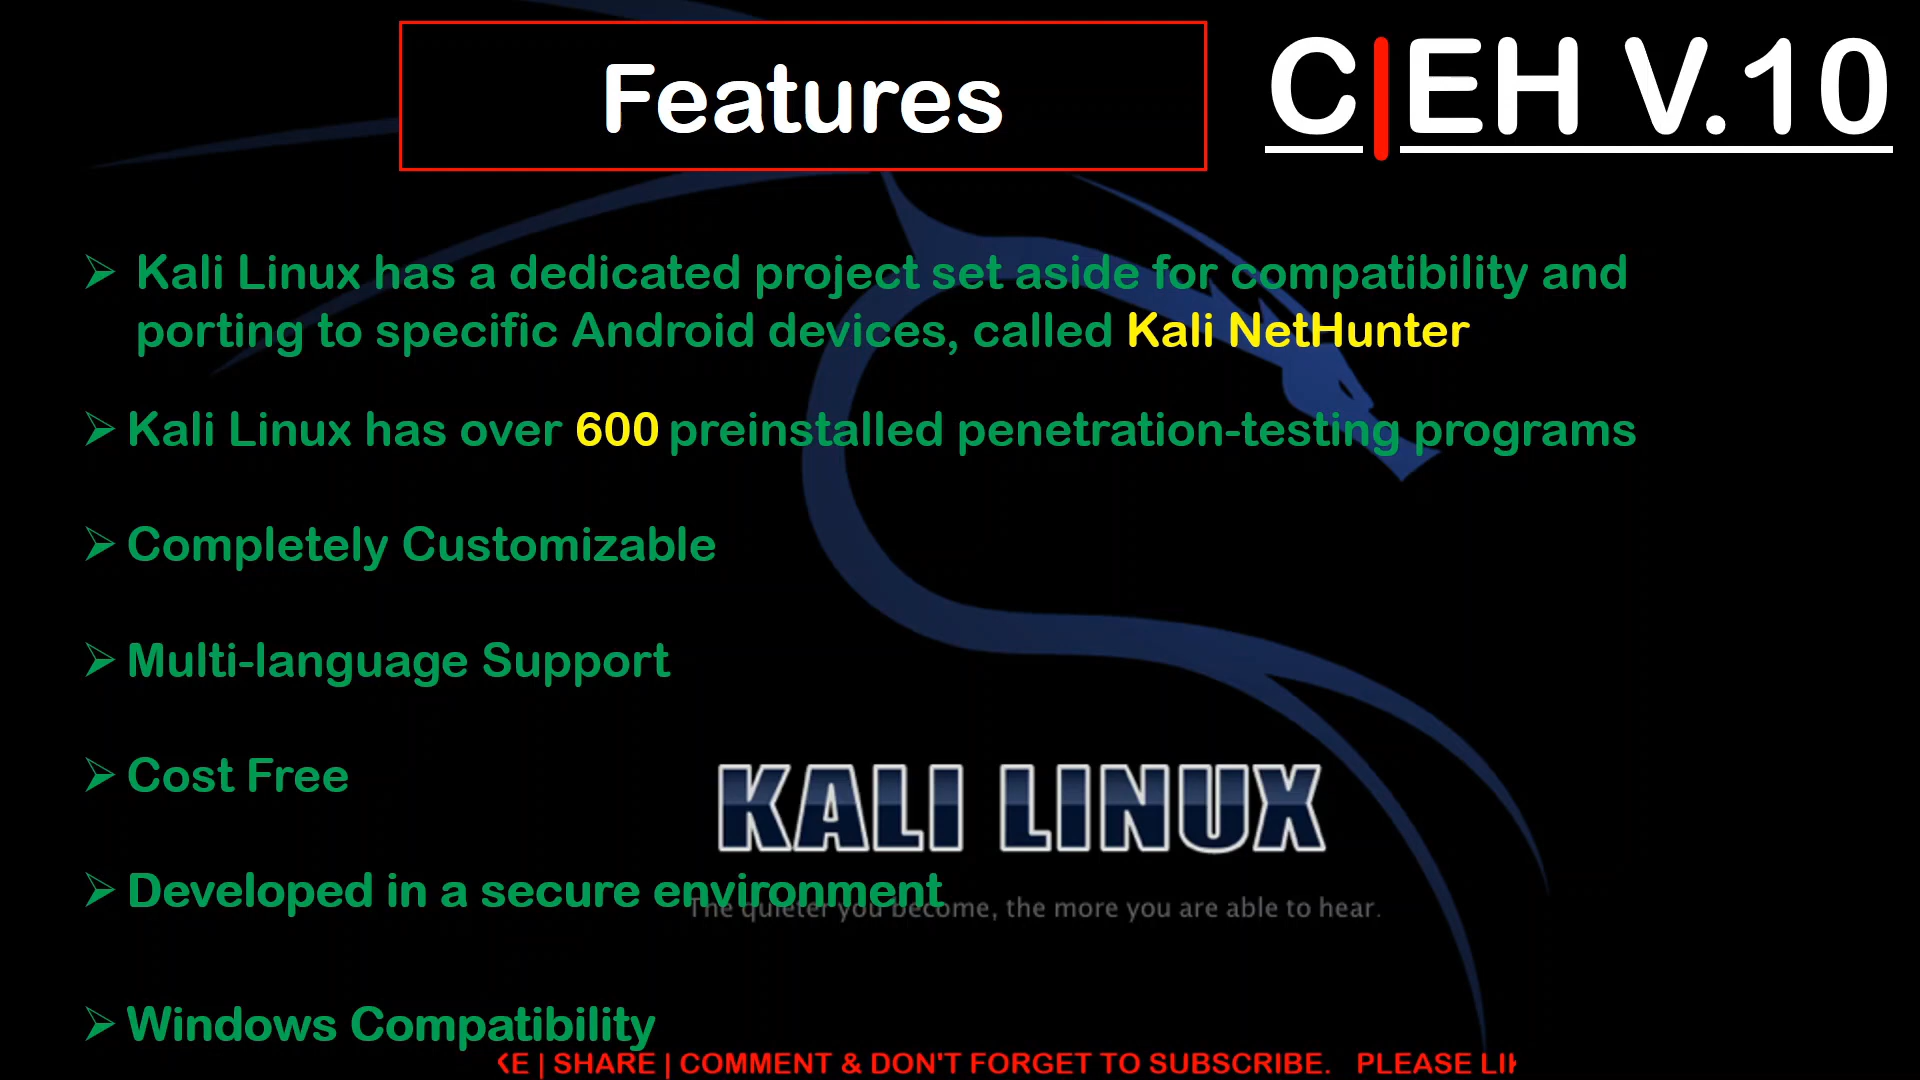 Features
C|EH V.10
➢ Kali Linux has a dedicated project set aside for compatibility and
porting to specific Android devices, called Kali NetHunter
➢ Kali Linux has over 600 preinstalled penetration-testing programs
➢ Completely Customizable
➢ Multi-language Support
➢ Cost Free
KALI LINUX
➢ Developed in a secure environment
The quieter you become, the more you are able to hear.
➢ Windows Compatibility
KE | SHARE | COMMENT & DON'T FORGET TO SUBSCRIBE. PLEASE LIK